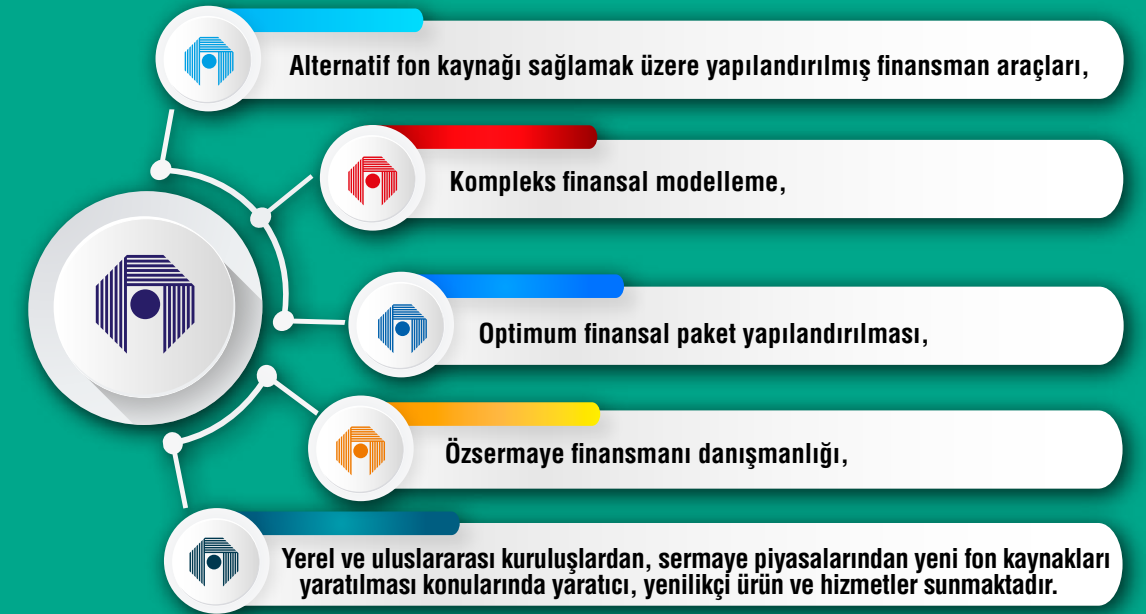 Alternatif fon kaynağı sağlamak üzere yapılandırılmış finansman araçları,
Kompleks finansal modelleme,
Optimum finansal paket yapılandırılması,
Özsermaye finansmanı danışmanlığı,
Yerel ve uluslararası kuruluşlardan, sermaye piyasalarından yeni fon kaynakları
yaratılması konularında yaratıcı, yenilikçi ürün ve hizmetler sunmaktadır.